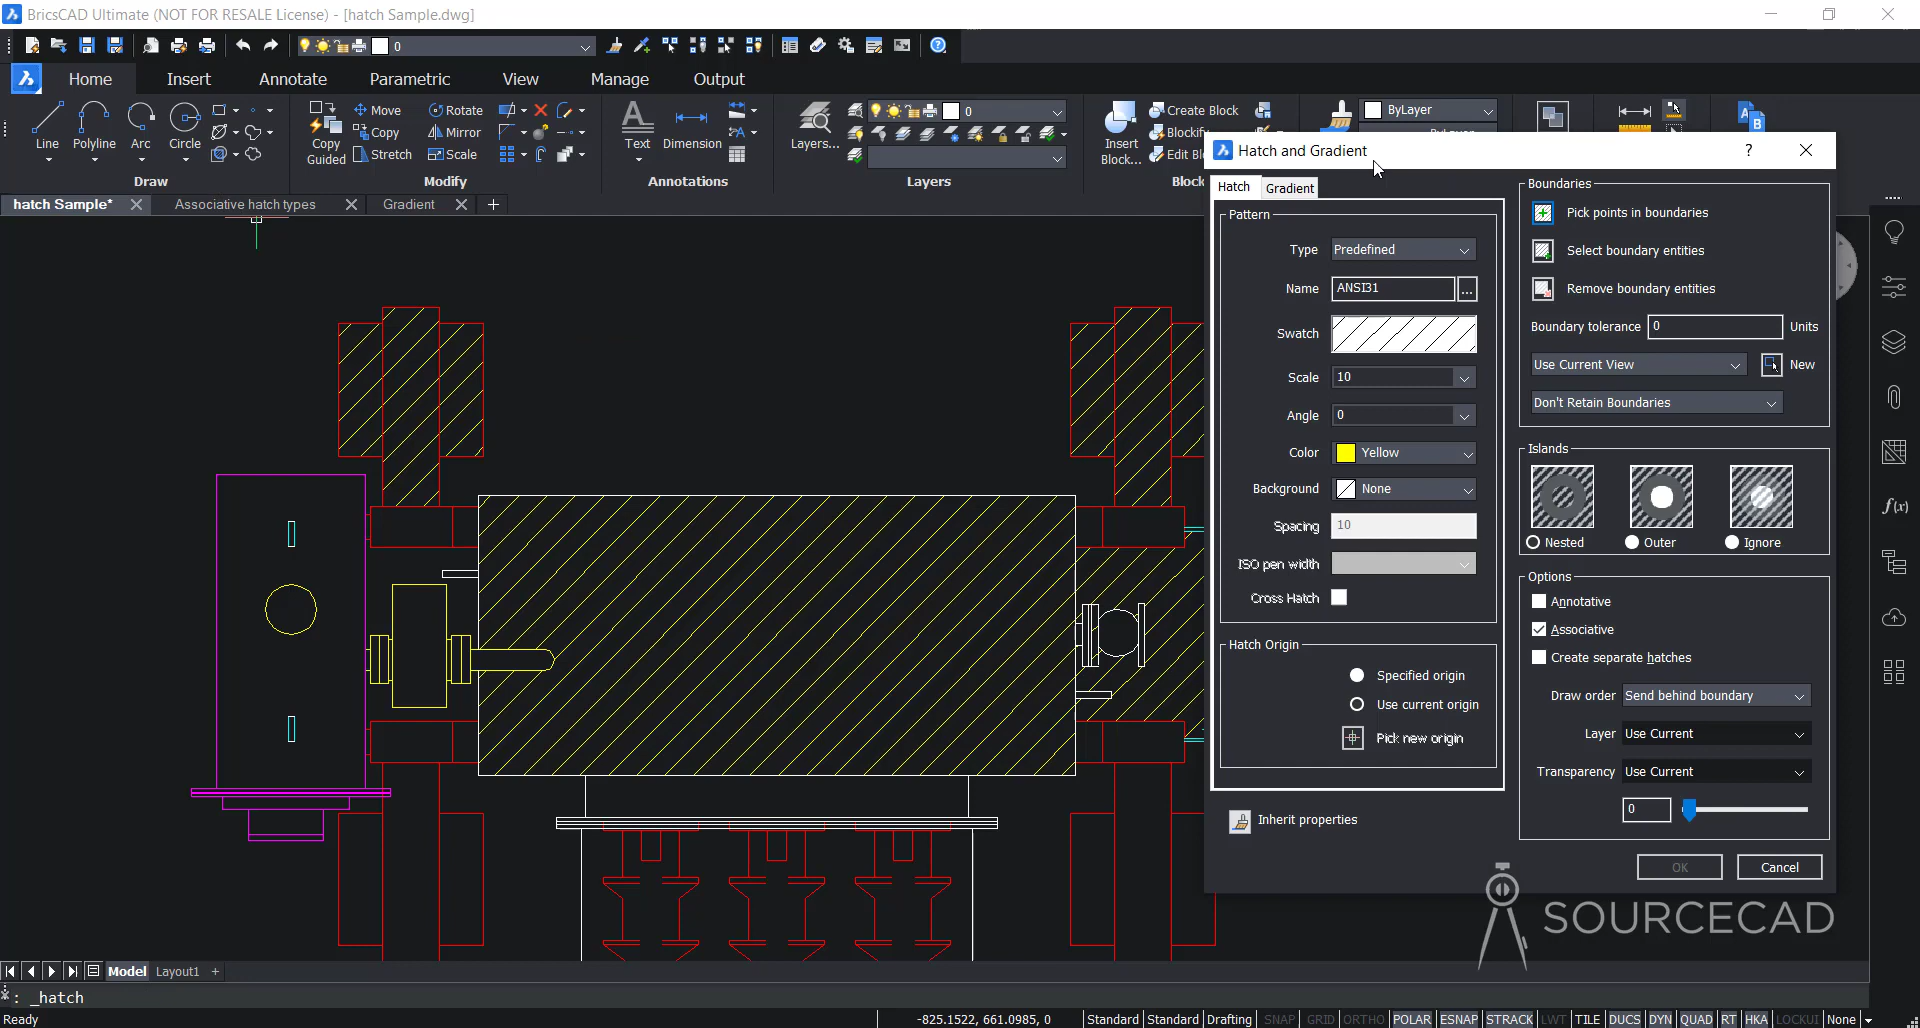 BricsCAD Ultimate (NOT FOR RESALE License) - [hatch Sample.dwg]
0
Home Insert Annotate Parametric View Manage Output
Line Polyline Arc Circle
Draw
Copy Guided
Move Rotate
Copy Mirror
Stretch Scale
Modify
Text Dimension
Annotations
Layers...
0
Layers
Insert Block...
Create Block
Blockify
Edit Bl
Block
ByLayer
hatch Sample* Associative hatch types Gradient +
Hatch and Gradient
?
Hatch Gradient
Pattern
Type Predefined
Name ANSI31 ...
Swatch
Scale 10
Angle 0
Color Yellow
Background None
Spacing 10
ISO pen width
Cross Hatch
Hatch Origin
Specified origin
Use current origin
Pick new origin
Inherit properties
Boundaries
Pick points in boundaries
Select boundary entities
Remove boundary entities
Boundary tolerance 0 Units
Use Current View New
Don't Retain Boundaries
Islands
Nested Outer Ignore
Options
Annotative
Associative
Create separate hatches
Draw order Send behind boundary
Layer Use Current
Transparency Use Current
0
OK Cancel
f(x)
SOURCECAD
Model Layout1 +
: _hatch
Ready
-825.1522, 661.0985, 0 Standard Standard Drafting SNAP GRID ORTHO POLAR ESNAP STRACK LWT TILE DUCS DYN QUAD RT HKA LOCKUI None